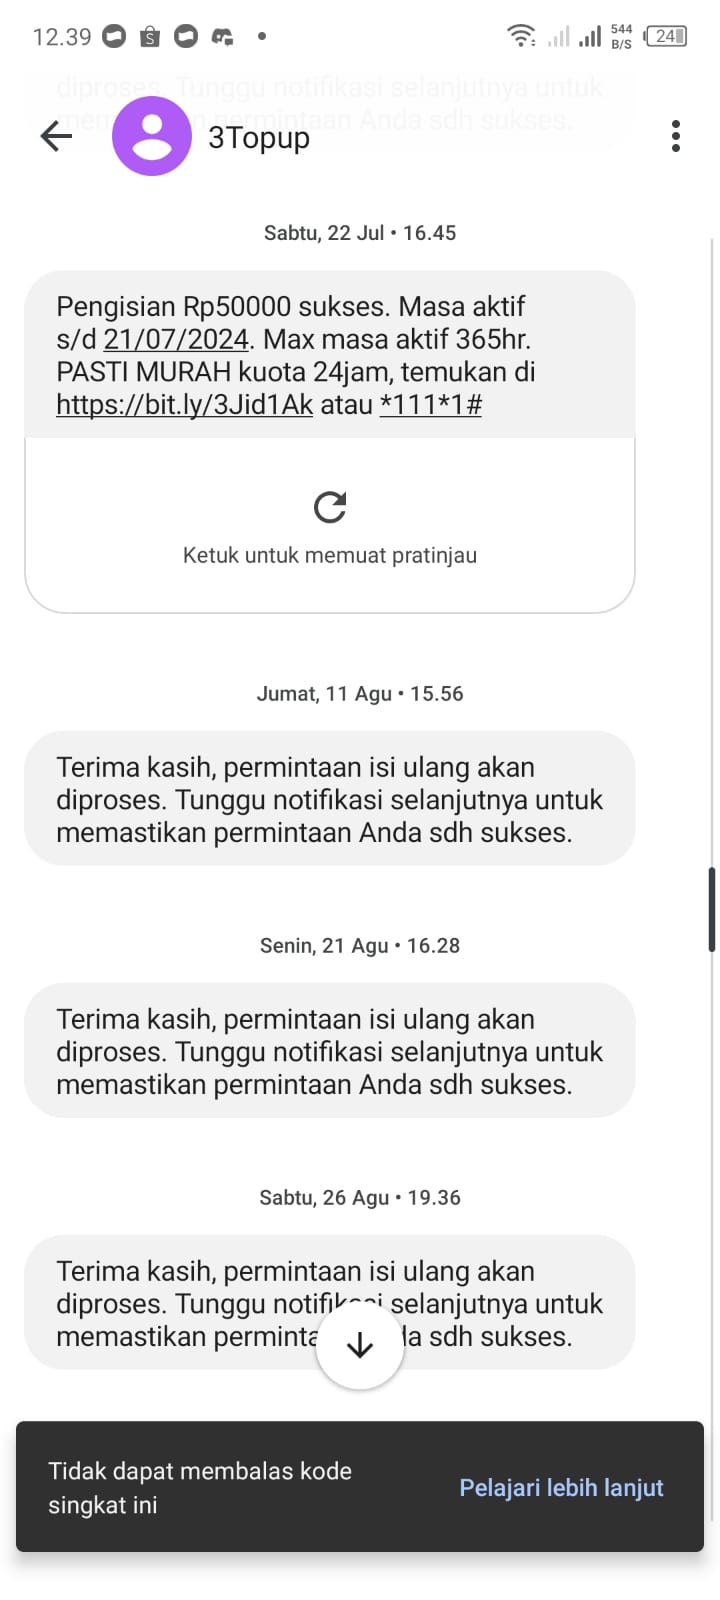 12.39
544
B/S
24
diproses. Tunggu notifikasi selanjutnya untuk
permintaan Anda sdh sukses.
3Topup
Sabtu, 22 Jul • 16.45
Pengisian Rp50000 sukses. Masa aktif
s/d 21/07/2024. Max masa aktif 365hr.
PASTI MURAH kuota 24jam, temukan di
https://bit.ly/3Jid1Ak atau *111*1#
Ketuk untuk memuat pratinjau
Jumat, 11 Agu • 15.56
Terima kasih, permintaan isi ulang akan
diproses. Tunggu notifikasi selanjutnya untuk
memastikan permintaan Anda sdh sukses.
Senin, 21 Agu • 16.28
Terima kasih, permintaan isi ulang akan
diproses. Tunggu notifikasi selanjutnya untuk
memastikan permintaan Anda sdh sukses.
Sabtu, 26 Agu • 19.36
Terima kasih, permintaan isi ulang akan
diproses. Tunggu selanjutnya untuk
memastikan sdh sukses.
Tidak dapat membalas kode
singkat ini
Pelajari lebih lanjut